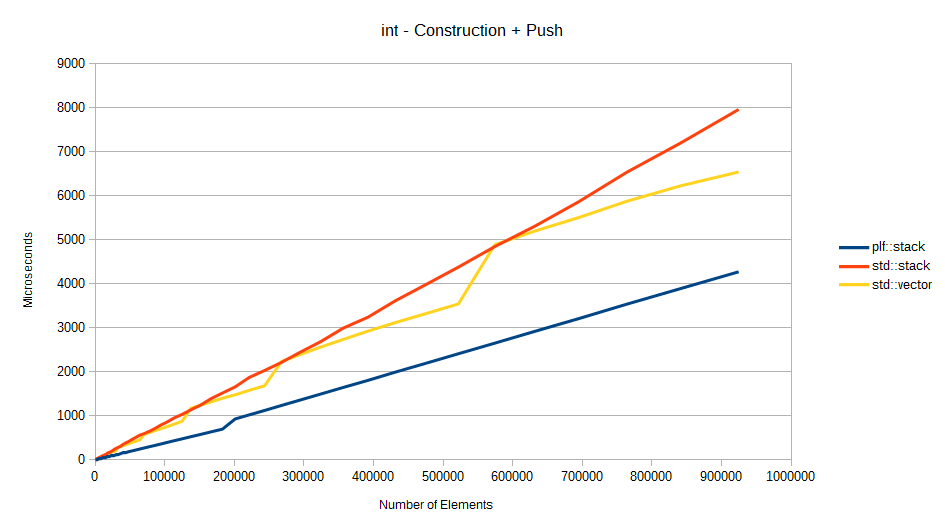 int - Construction + Push
9000
8000
7000
6000
5000
4000
3000
2000
1000
0
Microseconds
0 100000 200000 300000 400000 500000 600000 700000 800000 900000 1000000
Number of Elements
plf::stack
std::stack
std::vector